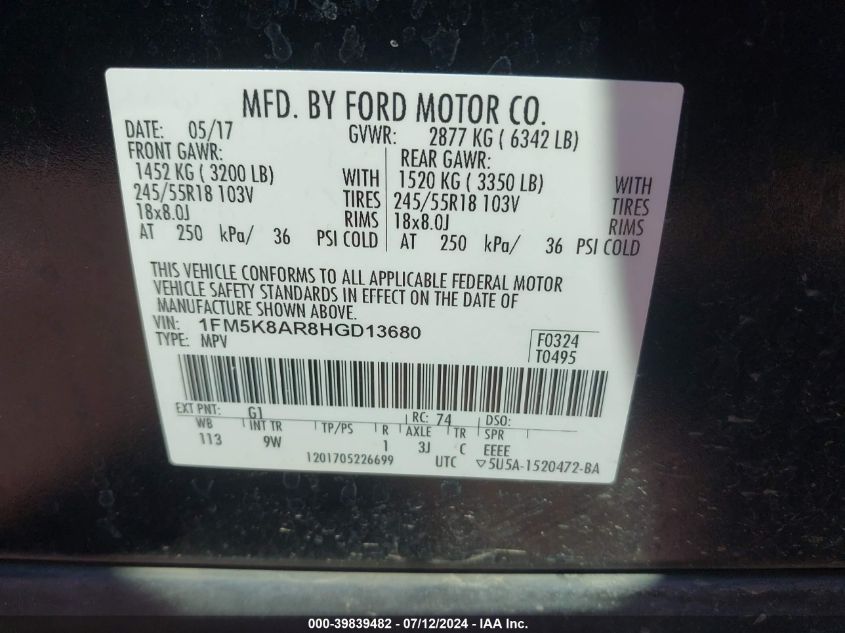 MFD. BY FORD MOTOR CO.
DATE: 05/17 GVWR: 2877 KG ( 6342 LB)
FRONT GAWR: REAR GAWR:
1452 KG ( 3200 LB) WITH 1520 KG ( 3350 LB) WITH
245/55R18 103V TIRES 245/55R18 103V TIRES
18x8.0J RIMS 18x8.0J RIMS
AT 250 kPa/ 36 PSI COLD AT 250 kPa/ 36 PSI COLD
THIS VEHICLE CONFORMS TO ALL APPLICABLE FEDERAL MOTOR
VEHICLE SAFETY STANDARDS IN EFFECT ON THE DATE OF
MANUFACTURE SHOWN ABOVE.
VIN: 1FM5K8AR8HGD13680 F0324
TYPE: MPV T0495
EXT PNT: G1 RC: 74 DSO:
WB INT TR TP/PS R AXLE TR SPR
113 9W 1 3J C EEEE
1201705226699 UTC ▽5U5A-1520472-BA
000-39839482 - 07/12/2024 - IAA Inc.